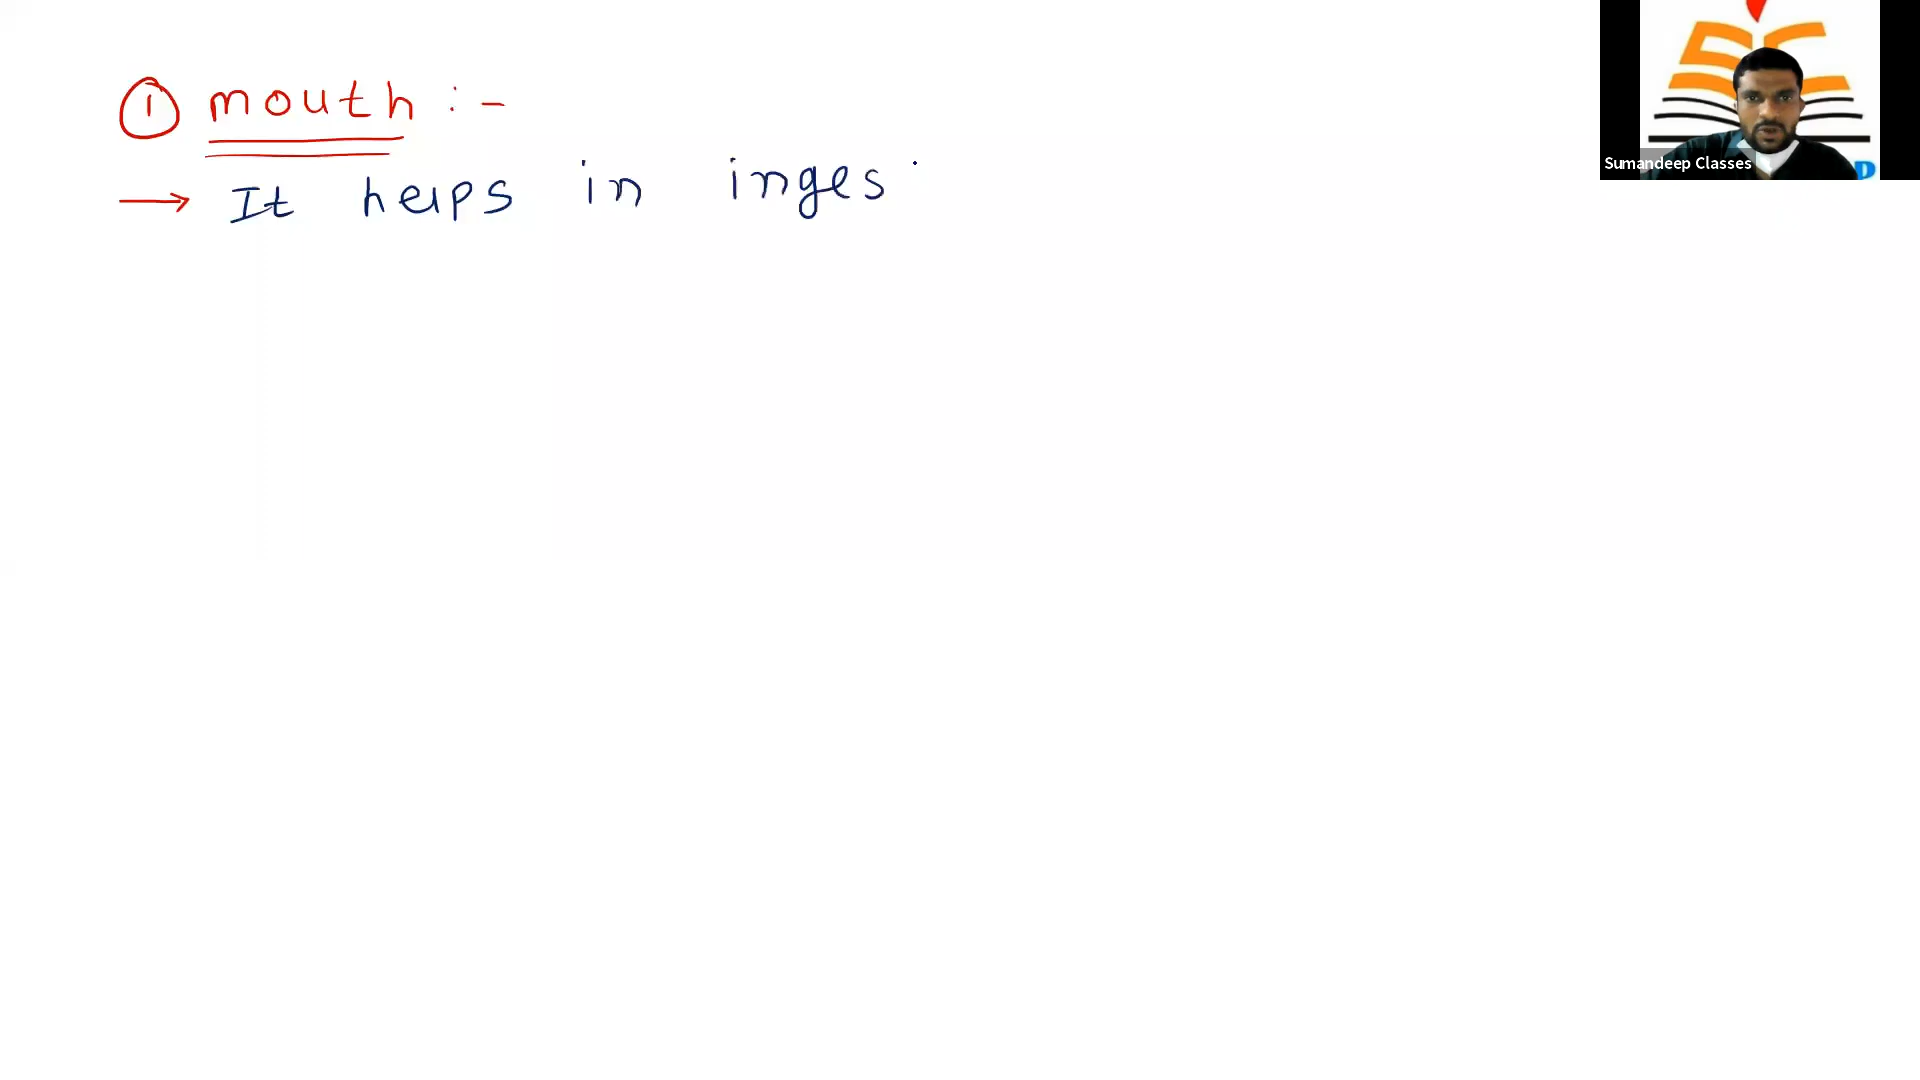 ① mouth :-
→ It helps in inges
Sumandeep Classes